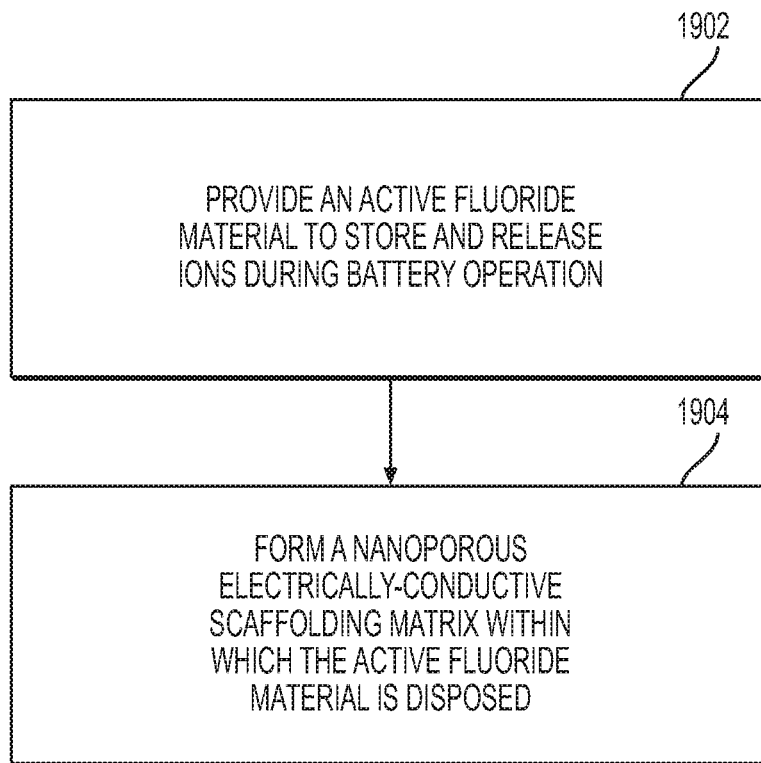 1902
PROVIDE AN ACTIVE FLUORIDE
MATERIAL TO STORE AND RELEASE
IONS DURING BATTERY OPERATION
1904
FORM A NANOPOROUS
ELECTRICALLY-CONDUCTIVE
SCAFFOLDING MATRIX WITHIN
WHICH THE ACTIVE FLUORIDE
MATERIAL IS DISPOSED